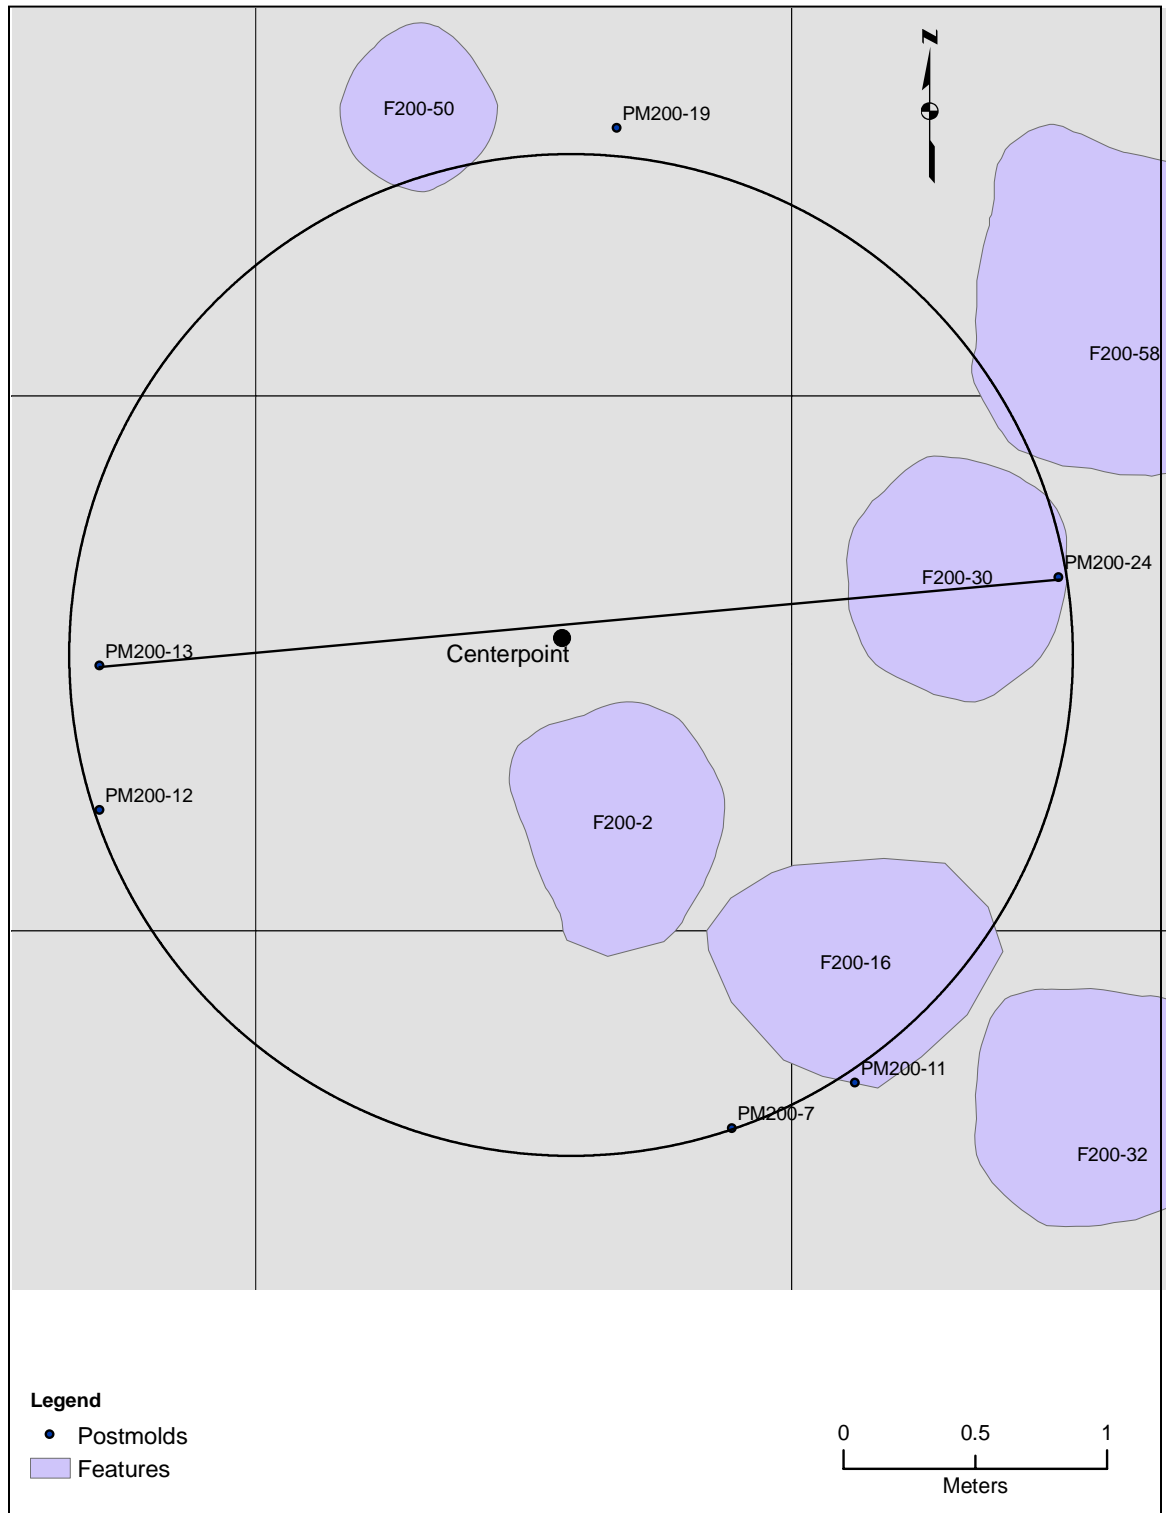 N
F200-50
PM200-19
F200-58
PM200-24
F200-30
Centerpoint
PM200-13
PM200-12
F200-2
F200-16
PM200-11
PM200-7
F200-32
Legend
Postmolds
Features
0 0.5 1
Meters